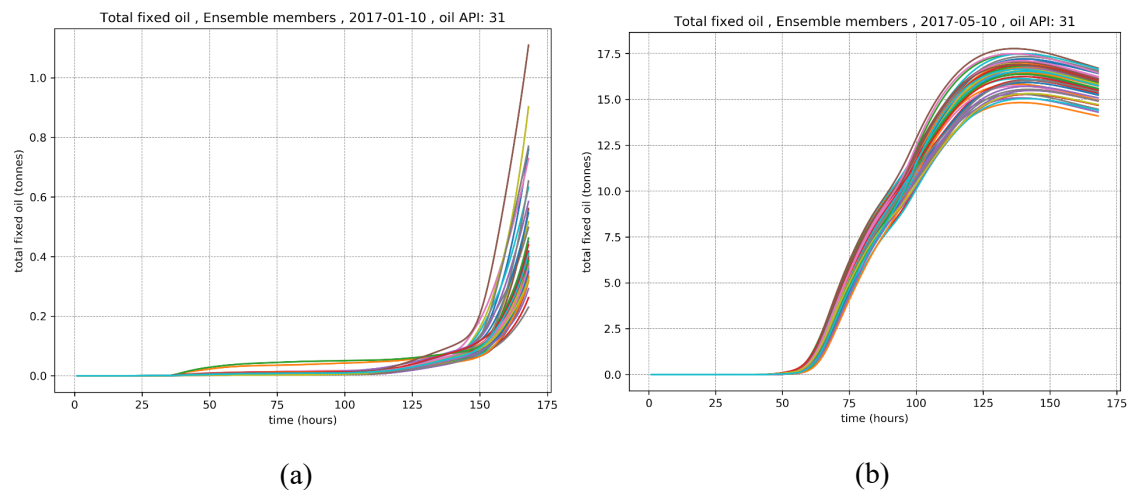 Total fixed oil , Ensemble members , 2017-01-10 , oil API: 31
total fixed oil (tonnes)
1.0
0.8
0.6
0.4
0.2
0.0
0 25 50 75 100 125 150 175
time (hours)
(a)
Total fixed oil , Ensemble members , 2017-05-10 , oil API: 31
total fixed oil (tonnes)
17.5
15.0
12.5
10.0
7.5
5.0
2.5
0.0
0 25 50 75 100 125 150 175
time (hours)
(b)